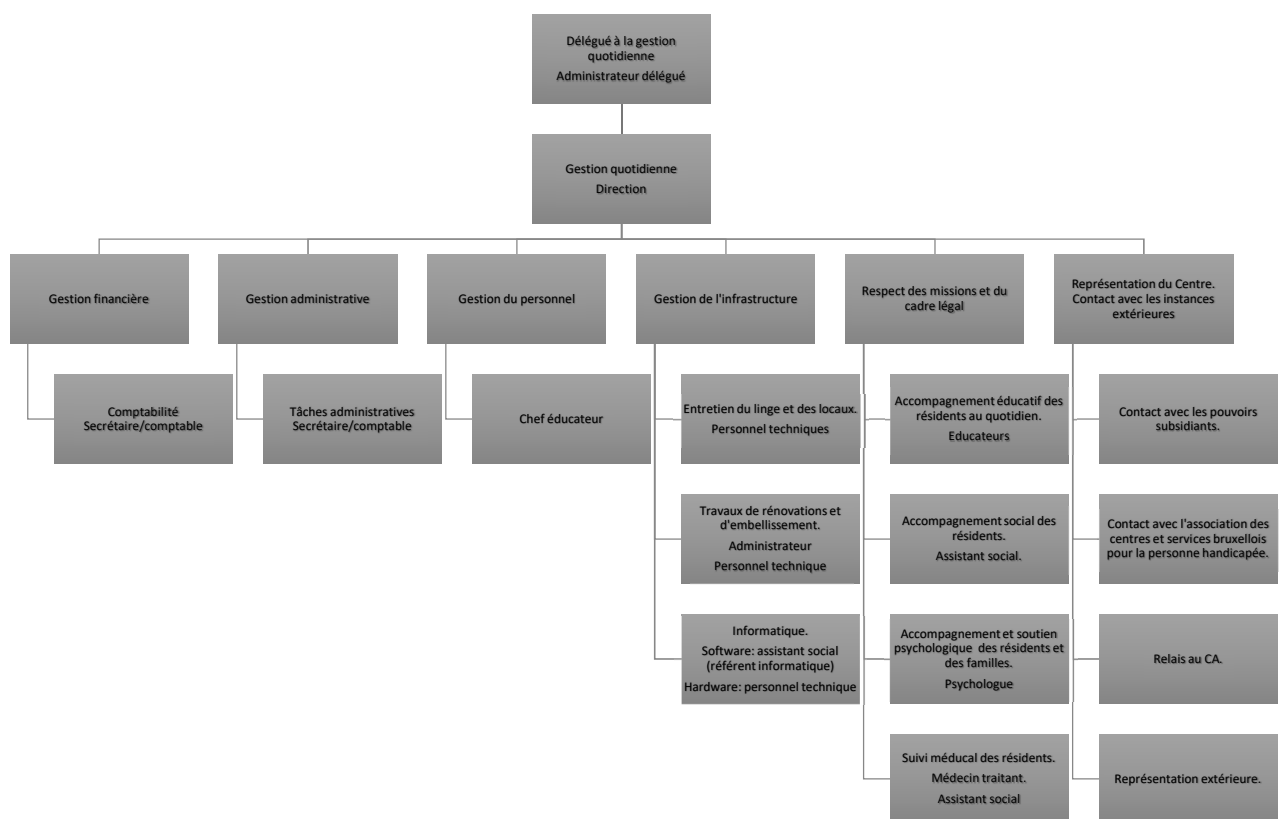 Délégué à la gestion
quotidienne
Administrateur délégué
Gestion quotidienne
Direction
Gestion financière
Gestion administrative
Gestion du personnel
Gestion de l'infrastructure
Respect des missions et du
cadre légal
Représentation du Centre.
Contact avec les instances
extérieures
Comptabilité
Secrétaire/comptable
Tâches administratives
Secrétaire/comptable
Chef éducateur
Entretien du linge et des locaux.
Personnel techniques
Accompagnement éducatif des
résidents au quotidien.
Educateurs
Contact avec les pouvoirs
subsidiants.
Travaux de rénovations et
d'embellissement.
Administrateur
Personnel technique
Accompagnement social des
résidents.
Assistant social.
Contact avec l'association des
centres et services bruxellois
pour la personne handicapée.
Informatique.
Software: assistant social
(référent informatique)
Hardware: personnel technique
Accompagnement et soutien
psychologique des résidents et
des familles.
Psychologue
Relais au CA.
Suivi méducal des résidents.
Médecin traitant.
Assistant social
Représentation extérieure.